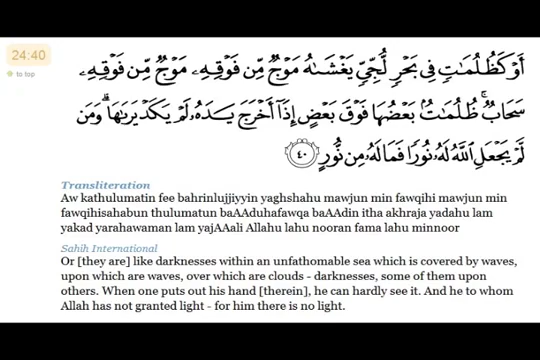 24:40
to top
أَوْ كَظُلُمَٰتٍ فِى بَحْرٍ لُّجِّىٍّ يَغْشَىٰهُ مَوْجٌ مِّن فَوْقِهِۦ مَوْجٌ مِّن فَوْقِهِۦ
سَحَابٌ ۚ ظُلُمَٰتٌۢ بَعْضُهَا فَوْقَ بَعْضٍ إِذَآ أَخْرَجَ يَدَهُۥ لَمْ يَكَدْ يَرَىٰهَا ۗ وَمَن
لَّمْ يَجْعَلِ ٱللَّهُ لَهُۥ نُورًا فَمَا لَهُۥ مِن نُّورٍ ٤٠
Transliteration
Aw kathulumatin fee bahrinlujjiyyin yaghshahu mawjun min fawqihi mawjun min
fawqihisahabun thulumatun baAAduhafawqa baAAdin itha akhraja yadahu lam
yakad yarahawaman lam yajAAali Allahu lahu nooran fama lahu minnoor
Sahih International
Or [they are] like darknesses within an unfathomable sea which is covered by waves,
upon which are waves, over which are clouds - darknesses, some of them upon
others. When one puts out his hand [therein], he can hardly see it. And he to whom
Allah has not granted light - for him there is no light.